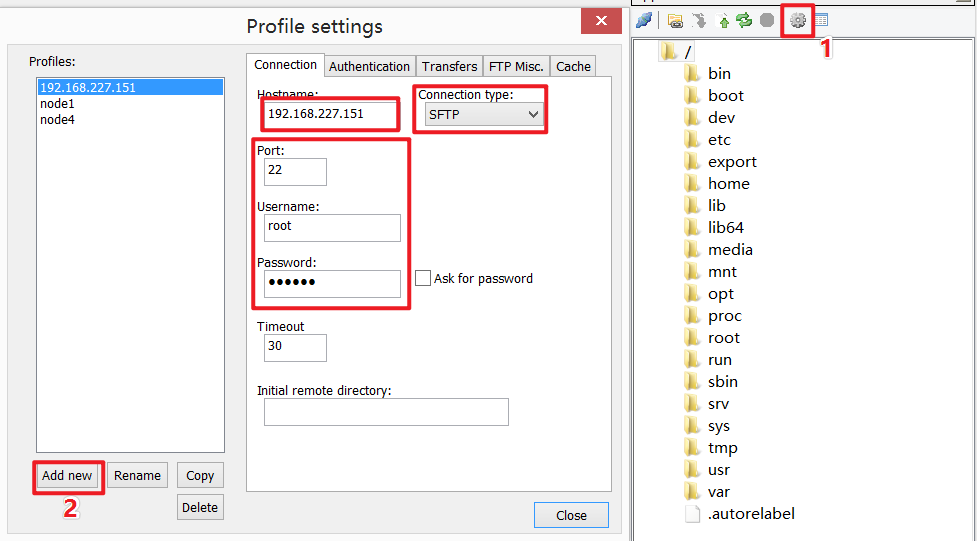 Profile settings
Profiles:
192.168.227.151
node1
node4
Add new
Rename
Copy
Delete
2
Connection
Authentication
Transfers
FTP Misc.
Cache
Hostname:
192.168.227.151
Connection type:
SFTP
Port:
22
Username:
root
Password:
●●●●●●
Ask for password
Timeout
30
Initial remote directory:
Close
1
/
bin
boot
dev
etc
export
home
lib
lib64
media
mnt
opt
proc
root
run
sbin
srv
sys
tmp
usr
var
.autorelabel